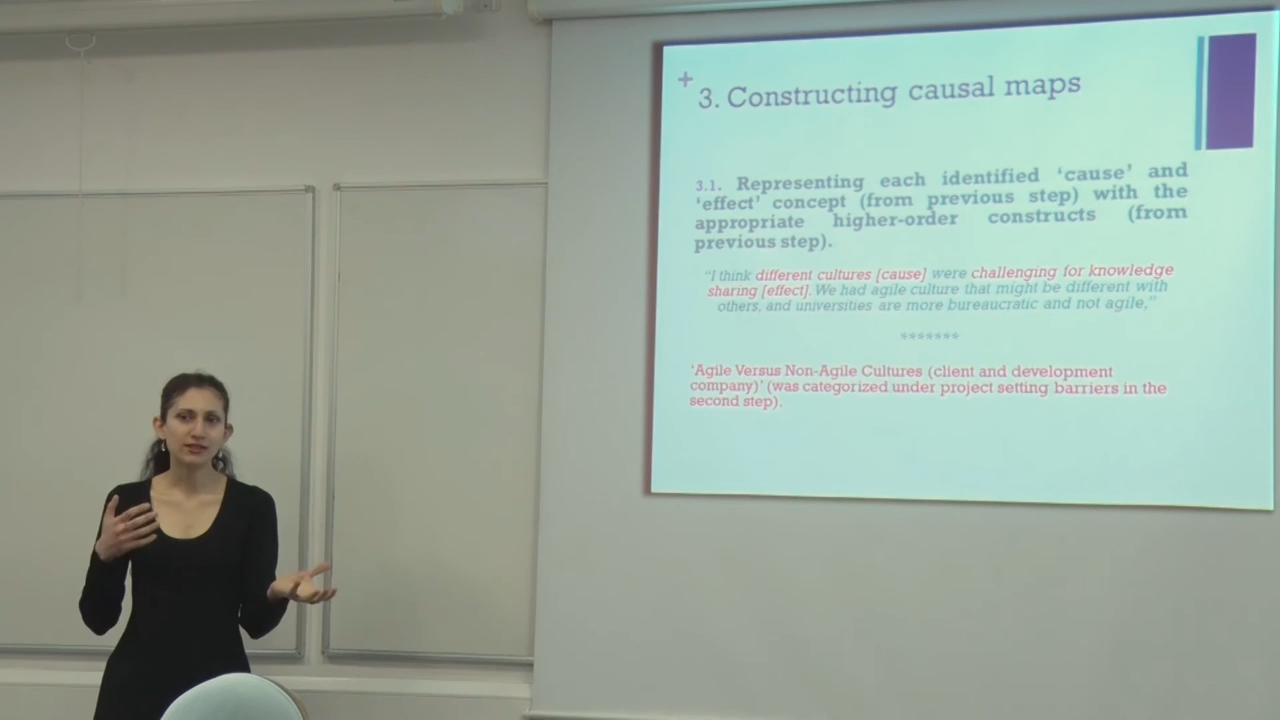 +
3. Constructing causal maps
3.1. Representing each identified ‘cause’ and
‘effect’ concept (from previous step) with the
appropriate higher-order constructs (from
previous step).
“I think different cultures [cause] were challenging for knowledge
sharing [effect]. We had agile culture that might be different with
others, and universities are more bureaucratic and not agile,”
*******
‘Agile Versus Non-Agile Cultures (client and development
company)’ (was categorized under project setting barriers in the
second step).